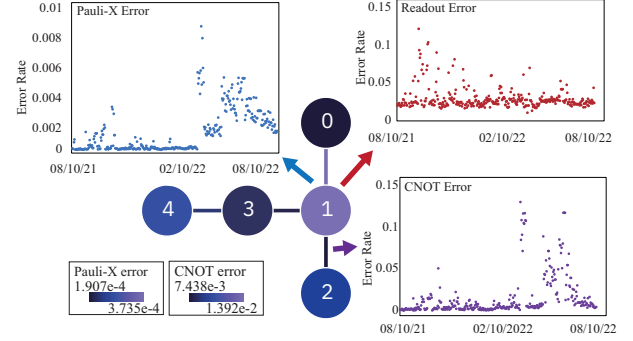 Pauli-X Error
0.01
0.008
0.006
0.004
0.002
0
Error Rate
08/10/21
02/10/22
08/10/22
Readout Error
0.15
0.1
0.05
0
Error Rate
08/10/21
02/10/22
08/10/22
0
4
3
1
2
CNOT Error
0.15
0.1
0.05
0
Error Rate
08/10/21
02/10/2022
08/10/22
Pauli-X error
1.907e-4
3.735e-4
CNOT error
7.438e-3
1.392e-2